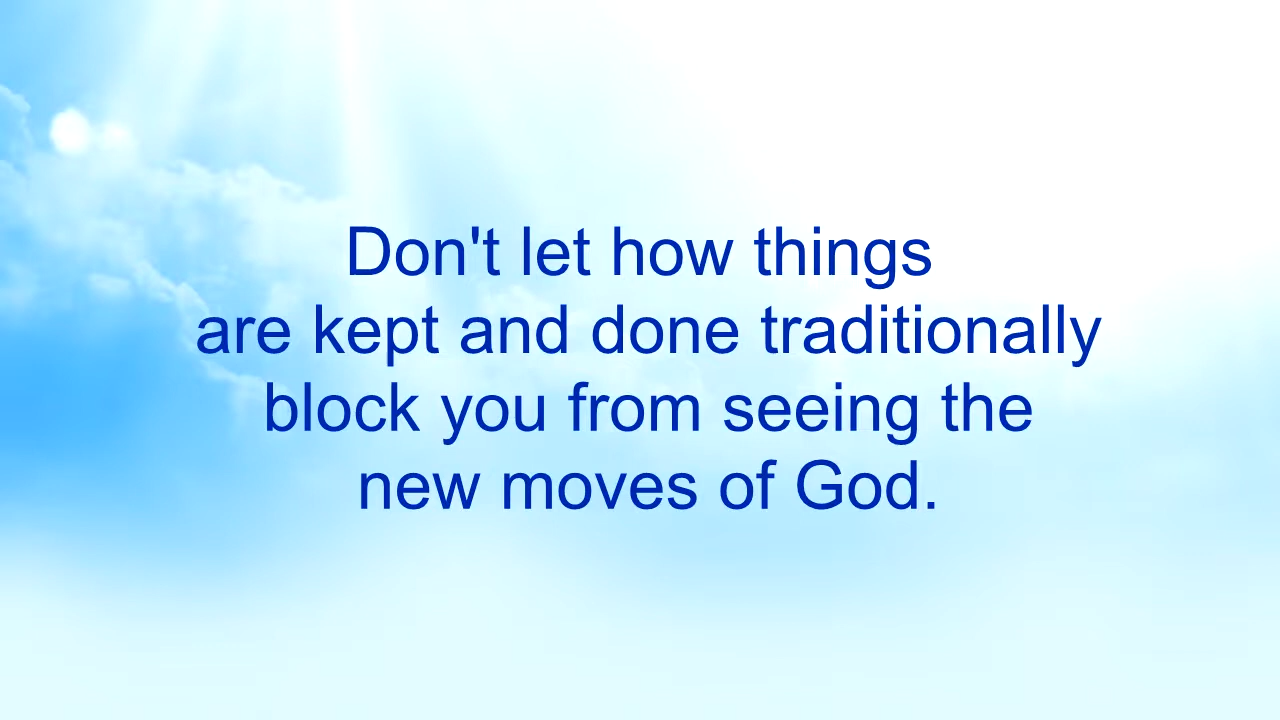 Don't let how things
are kept and done traditionally
block you from seeing the
new moves of God.